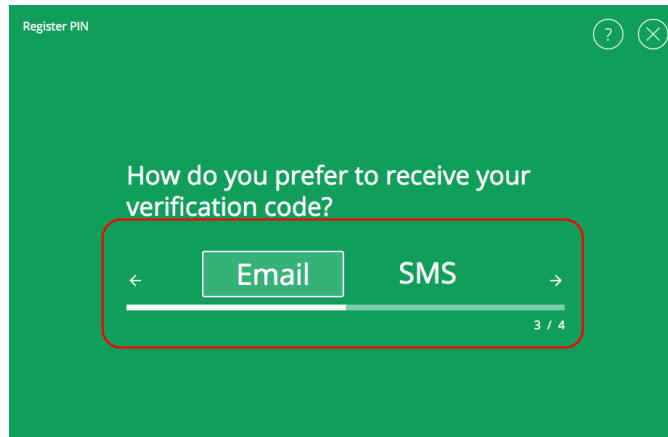 Register PIN
?
How do you prefer to receive your
verification code?
← Email SMS →
3 / 4